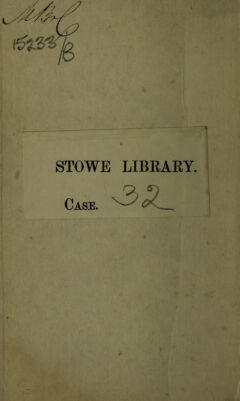 15233/B
STOWE LIBRARY.
CASE. 32